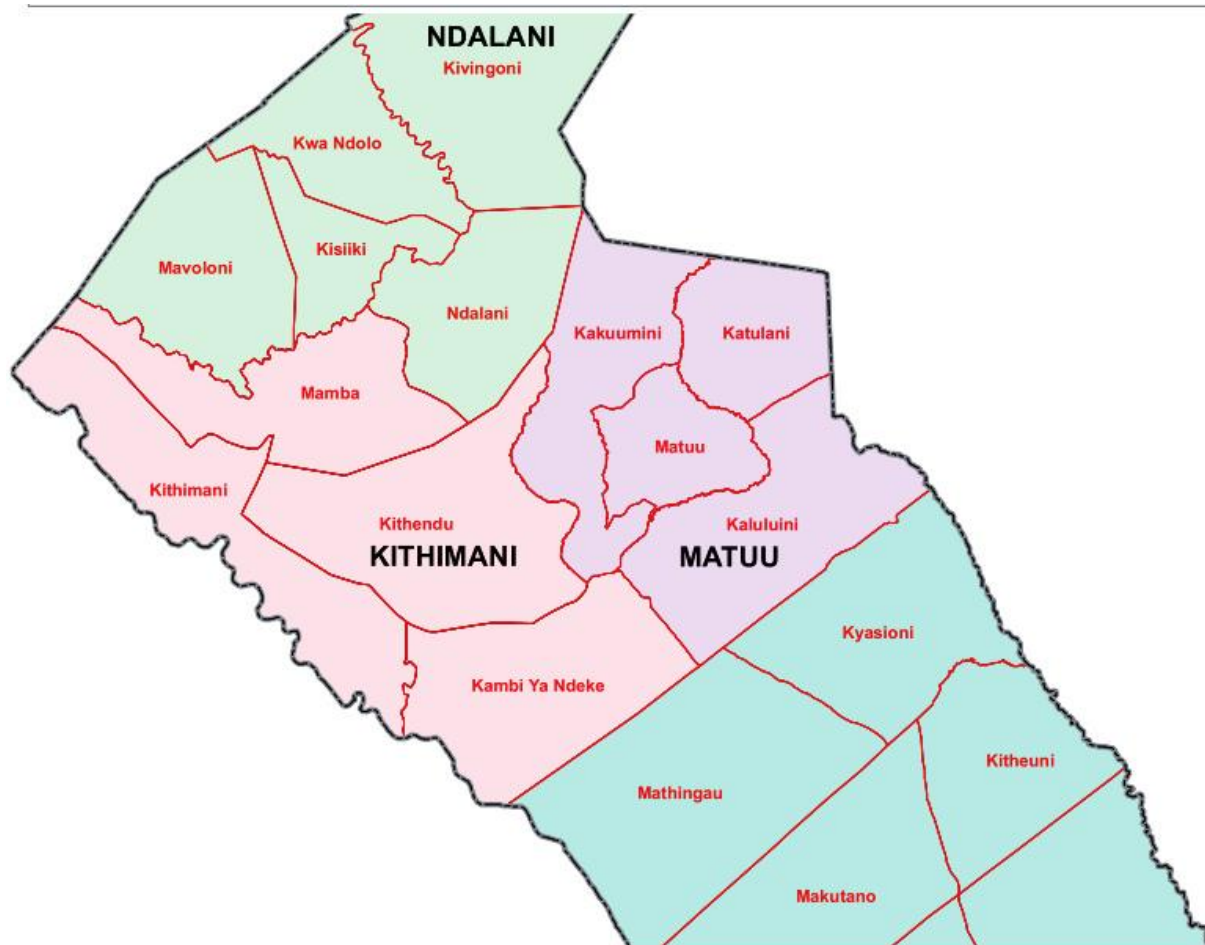 NDALANI
Kivingoni
Kwa Ndolo
Kisiiki
Mavoloni
Ndalani
Kakuumini
Katulani
Mamba
Matuu
Kithimani
Kithendu
Kaluluini
KITHIMANI
MATUU
Kyasioni
Kambi Ya Ndeke
Kitheuni
Mathingau
Makutano